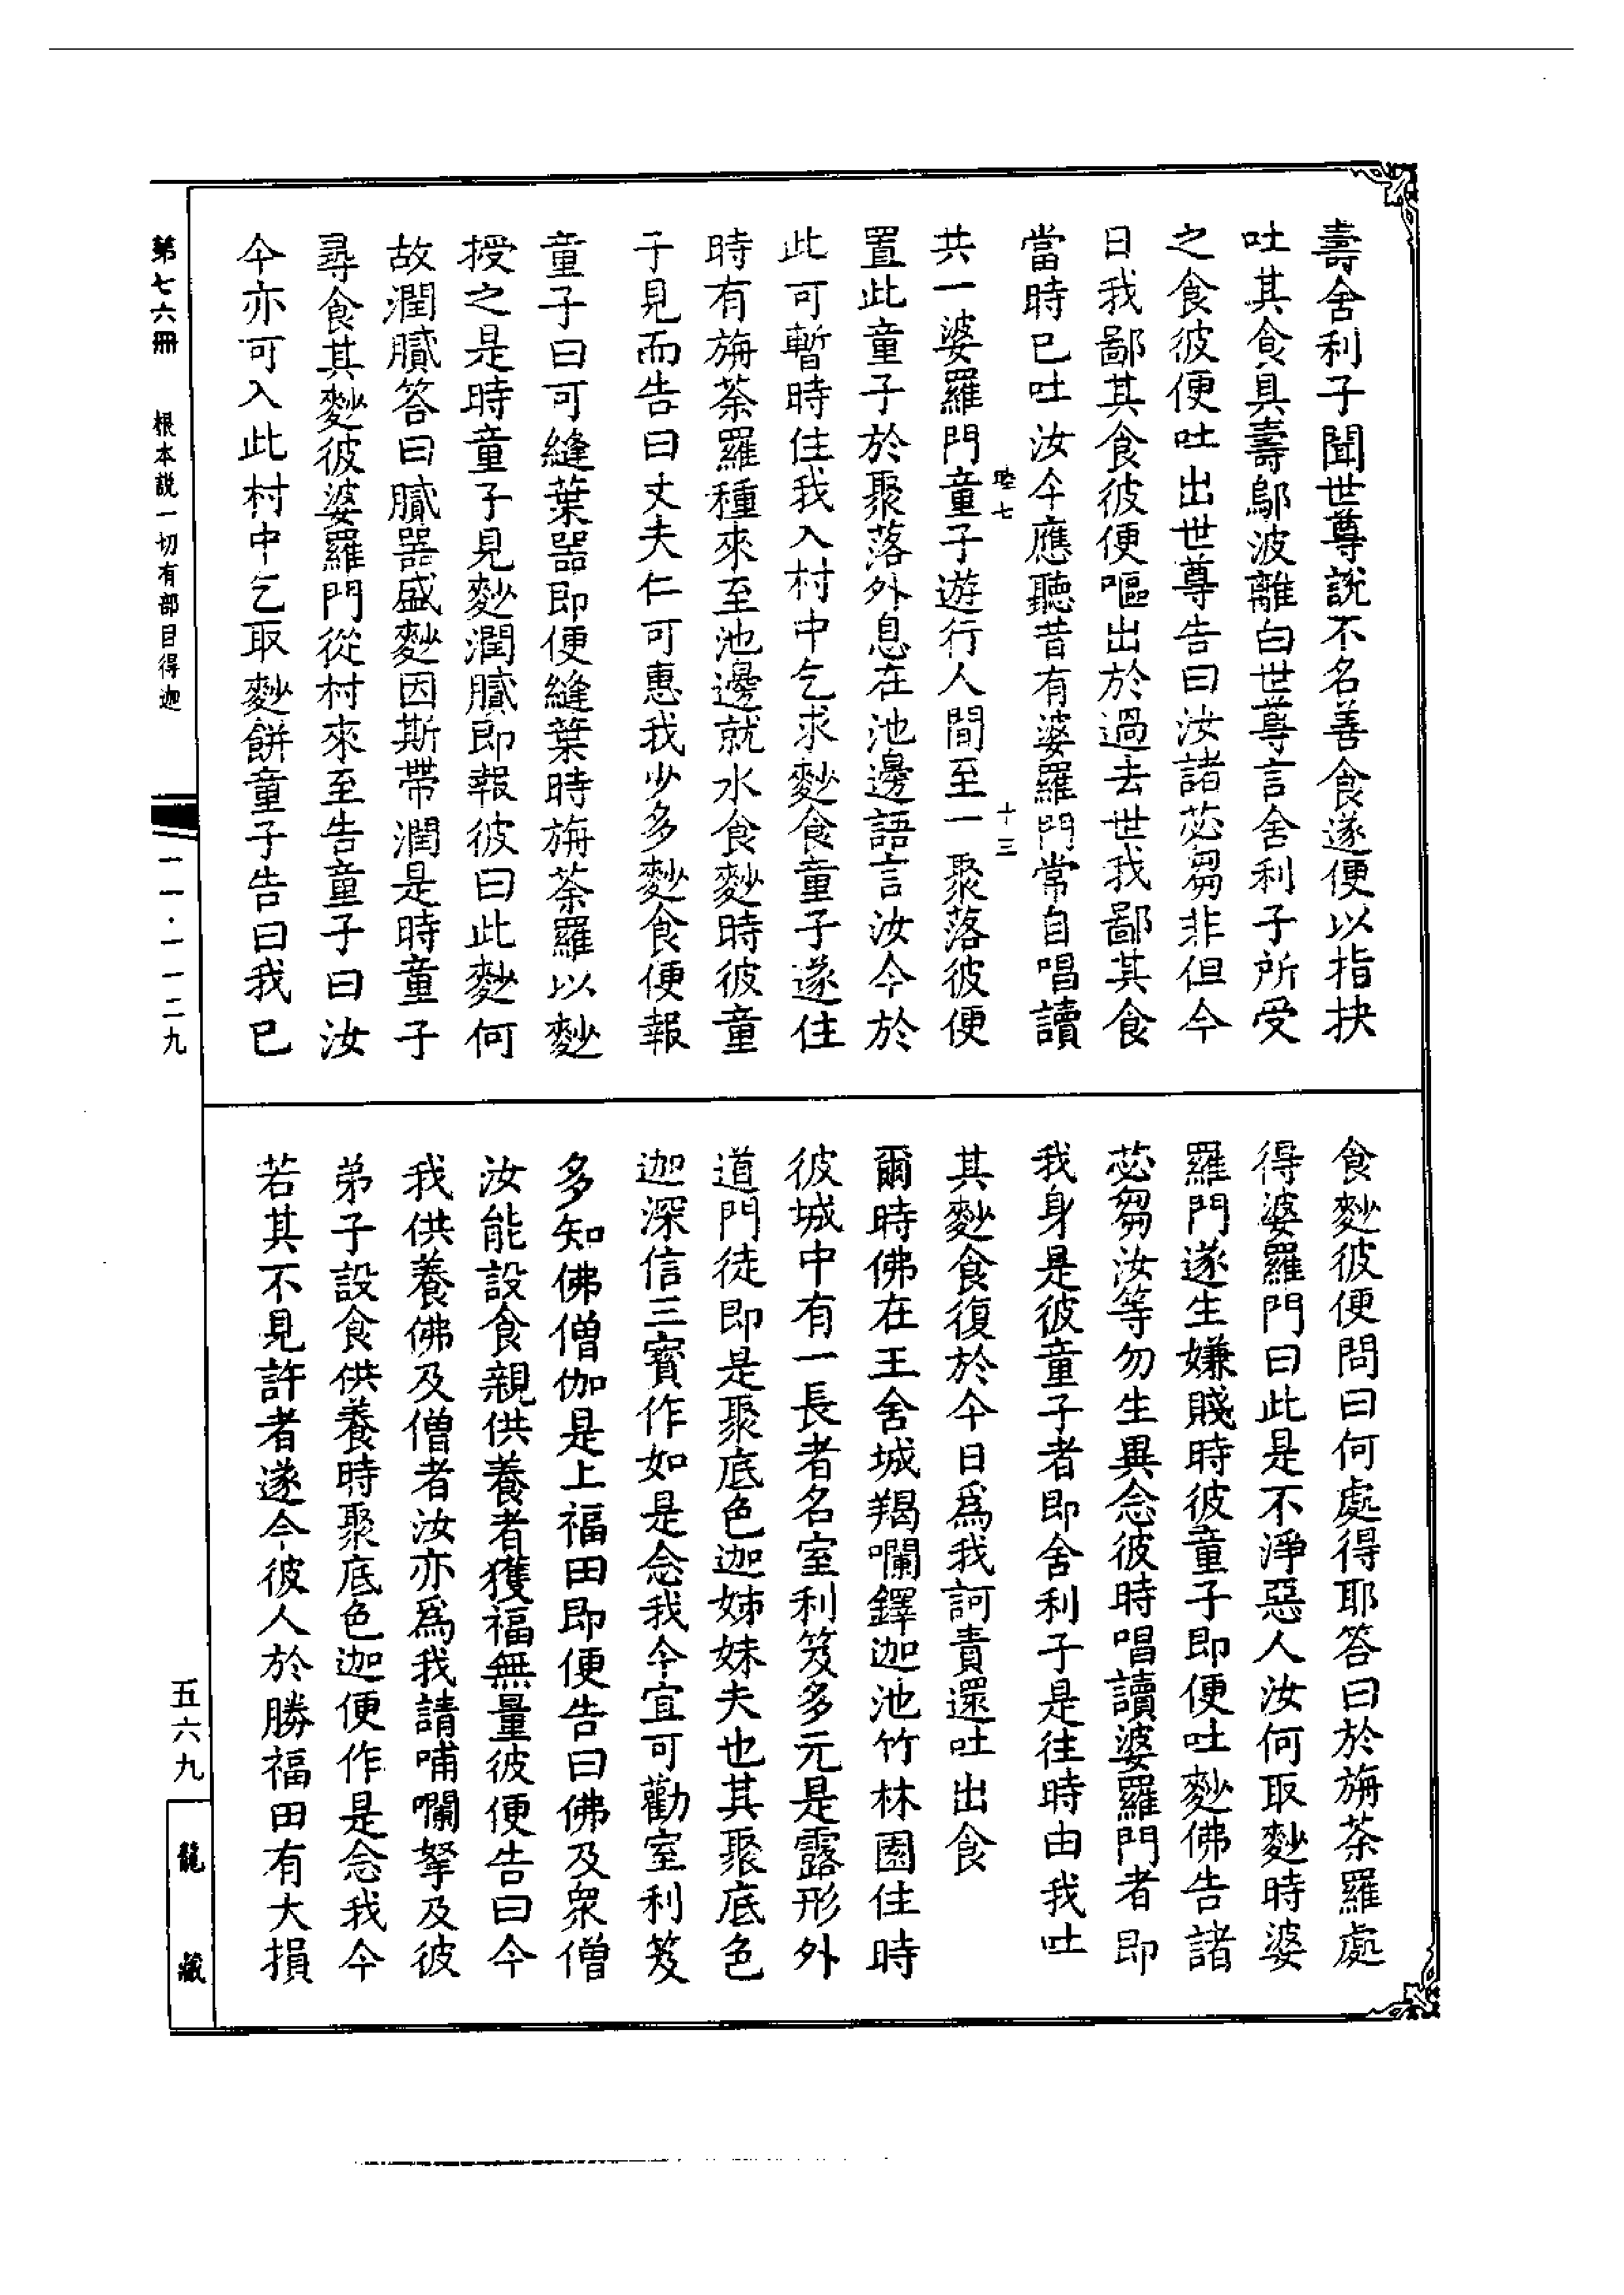 壽舍利子聞世尊說不名善食遂便以指抉
吐其食具壽鄔波離白世尊言舍利子所受
之食彼便吐出世尊告曰汝諸苾芻非但今
日我鄙其食彼便嘔出於過去世我鄙其食
當時已吐汝今應聽昔有婆羅門常自唱讀
陸七 十三
共一婆羅門童子遊行人間至一聚落彼便
置此童子於聚落外息在池邊語言汝今於
此可暫時住我入村中乞求麨食童子遂住
時有旃荼羅種來至池邊就水食麨時彼童
子見而告曰丈夫仁可惠我少多麨食便報
童子曰可縫葉器即便縫葉時旃荼羅以麨
授之是時童子見麨潤膩即報彼曰此麨何
故潤膩答曰膩器盛麨因斯帶潤是時童子
尋食其麨彼婆羅門從村來至告童子曰汝
今亦可入此村中乞取麨餅童子告曰我已
食麨彼便問曰何處得耶答曰於旃荼羅處
得婆羅門曰此是不淨惡人汝何取麨時婆
羅門遂生嫌賤時彼童子即便吐麨佛告諸
苾芻汝等勿生異念彼時唱讀婆羅門者即
我身是彼童子者即舍利子是往時由我吐
其麨食復於今日爲我訶責還吐出食
爾時佛在王舍城羯嚪鐸迦池竹林園住時
彼城中有一長者名室利笈多元是露形外
道門徒即是聚底色迦姊妹夫也其聚底色
迦深信三寶作如是念我今宜可勸室利笈
多知佛僧伽是上福田即便告曰佛及衆僧
汝能設食親供養者獲福無量彼便告曰今
我供養佛及僧者汝亦爲我請晡嚪拏及彼
弟子設食供養時聚底色迦便作是念我今
若其不見許者遂令彼人於勝福田有大損
第七六冊 根本說一切有部目得迦
一一·一一二九
五六九
龍藏